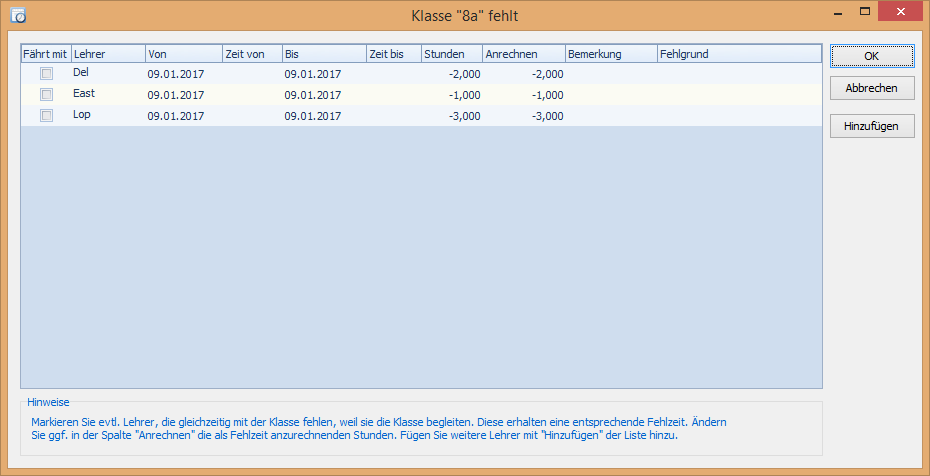 Klasse "8a" fehlt
Fährt mit Lehrer Von Zeit von Bis Zeit bis Stunden Anrechnen Bemerkung Fehlgrund
Del 09.01.2017 09.01.2017 -2,000 -2,000
East 09.01.2017 09.01.2017 -1,000 -1,000
Lop 09.01.2017 09.01.2017 -3,000 -3,000
OK
Abbrechen
Hinzufügen
Hinweise
Markieren Sie evtl. Lehrer, die gleichzeitig mit der Klasse fehlen, weil sie die Klasse begleiten. Diese erhalten eine entsprechende Fehlzeit. Ändern
Sie ggf. in der Spalte "Anrechnen" die als Fehlzeit anzurechnenden Stunden. Fügen Sie weitere Lehrer mit "Hinzufügen" der Liste hinzu.